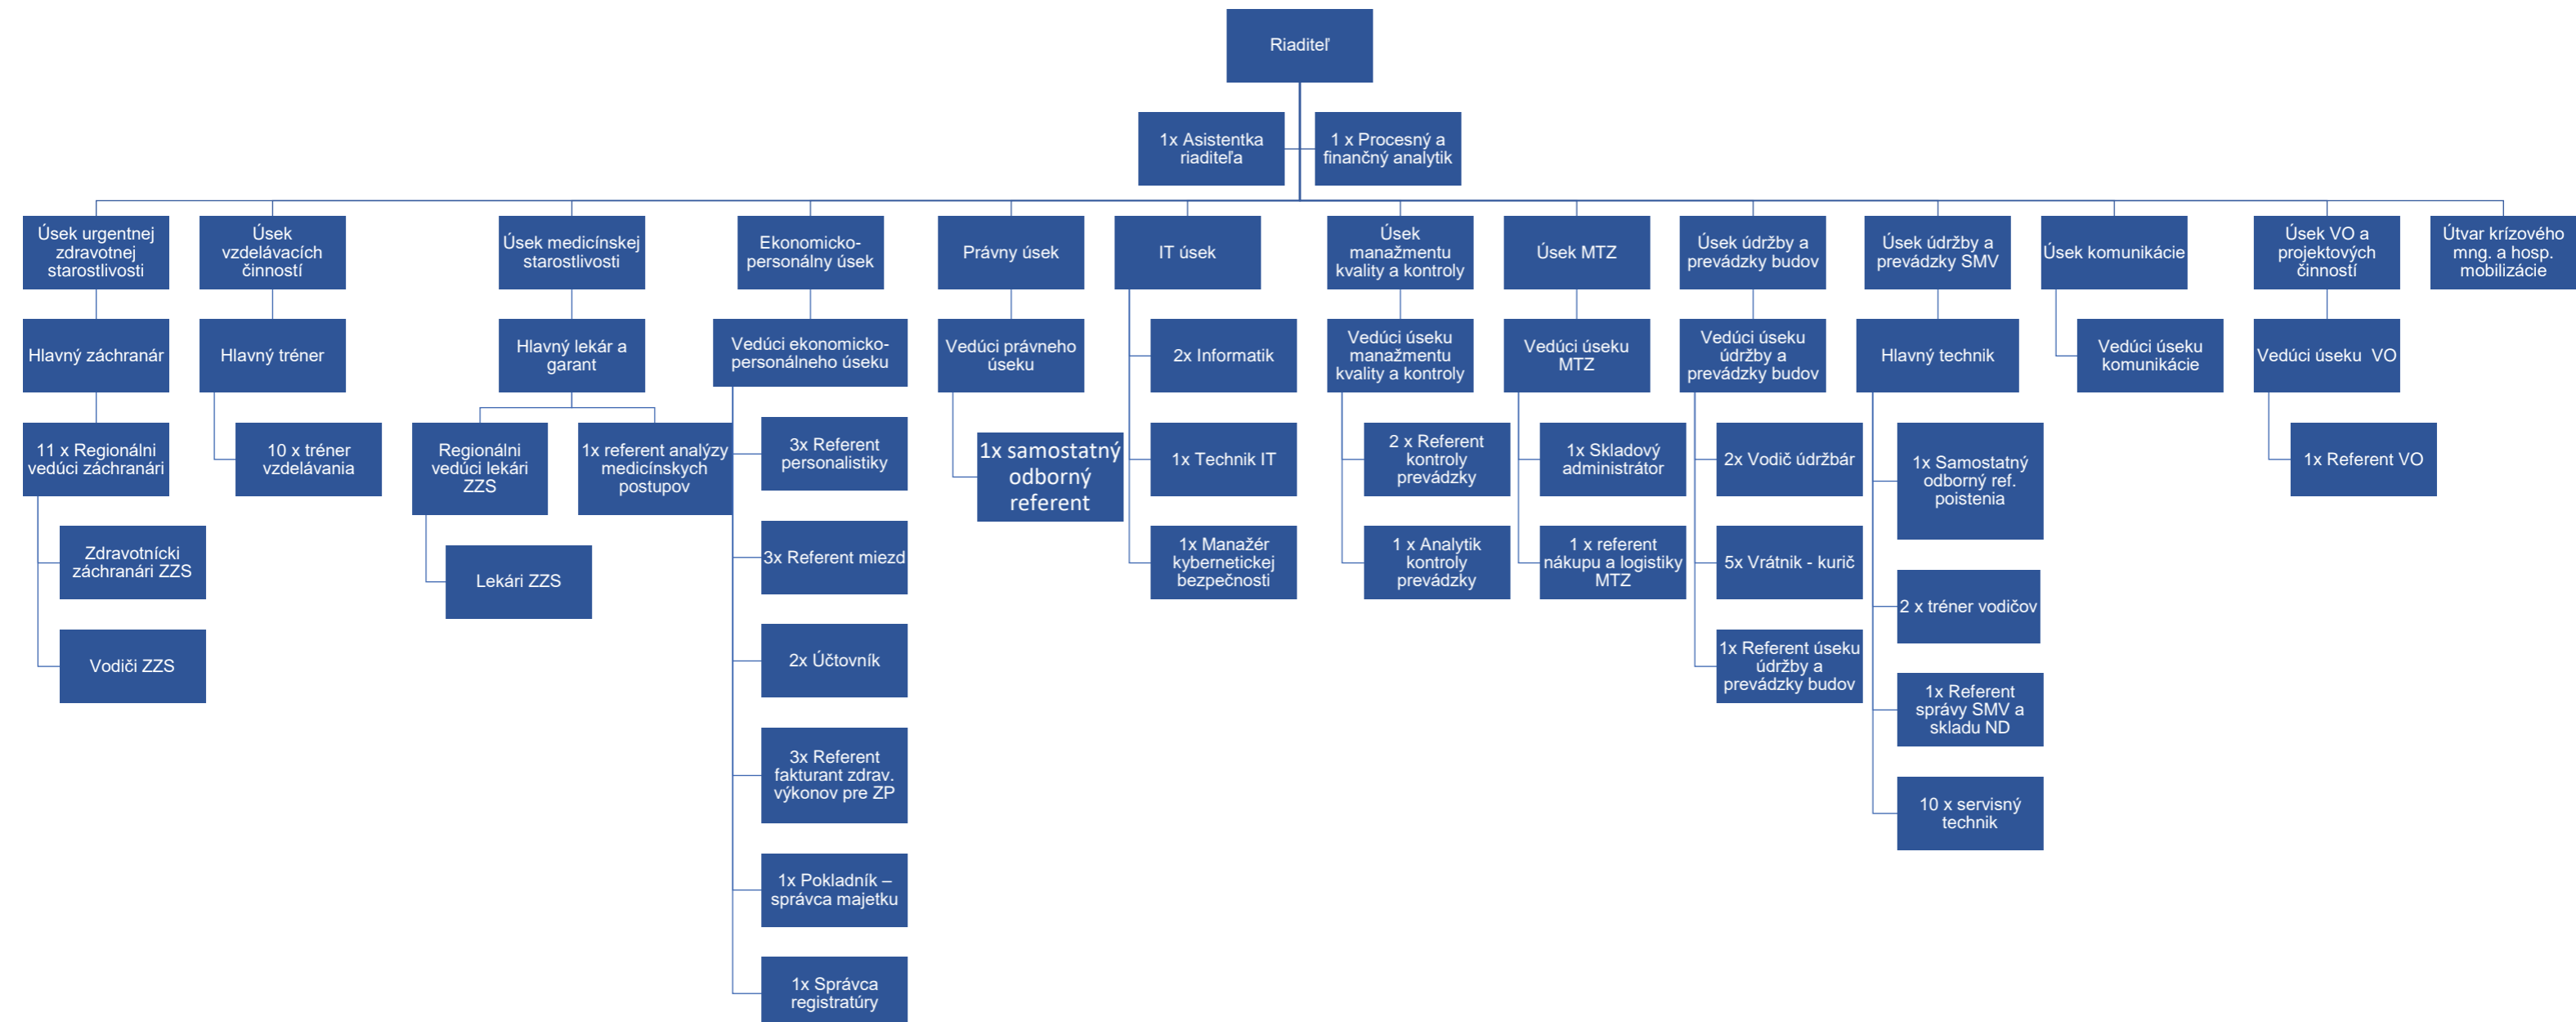 Riaditeľ
1x Asistentka
riaditeľa
1 x Procesný a
finančný analytik
Úsek urgentnej
zdravotnej
starostlivosti
Úsek
vzdelávacích
činností
Úsek medicínskej
starostlivosti
Ekonomicko-
personálny úsek
Právny úsek
IT úsek
Úsek
manažmentu
kvality a kontroly
Úsek MTZ
Úsek údržby a
prevádzky budov
Úsek údržby a
prevádzky SMV
Úsek komunikácie
Úsek VO a
projektových
činností
Útvar krízového
mng. a hosp.
mobilizácie
Hlavný záchranár
Hlavný tréner
Hlavný lekár a
garant
Vedúci ekonomicko-
personálneho úseku
Vedúci právneho
úseku
2x Informatik
Vedúci úseku
manažmentu
kvality a kontroly
Vedúci úseku
MTZ
Vedúci úseku
údržby a
prevádzky budov
Hlavný technik
Vedúci úseku
komunikácie
Vedúci úseku  VO
11 x Regionálni
vedúci záchranári
10 x tréner
vzdelávania
Regionálni
vedúci lekári
ZZS
1x referent analýzy
medicínskych
postupov
3x Referent
personalistiky
1x samostatný
odborný
referent
1x Technik IT
2 x Referent
kontroly
prevádzky
1x Skladový
administrátor
2x Vodič údržbár
1x Samostatný
odborný ref.
poistenia
1x Referent VO
Zdravotnícki
záchranári ZZS
Lekári ZZS
3x Referent miezd
1x Manažér
kybernetickej
bezpečnosti
1 x Analytik
kontroly
prevádzky
1 x referent
nákupu a logistiky
MTZ
5x Vrátnik - kurič
2 x tréner vodičov
Vodiči ZZS
2x Účtovník
1x Referent úseku
údržby a
prevádzky budov
1x Referent
správy SMV a
skladu ND
3x Referent
fakturant zdrav.
výkonov pre ZP
10 x servisný
technik
1x Pokladník –
správca majetku
1x Správca
registratúry